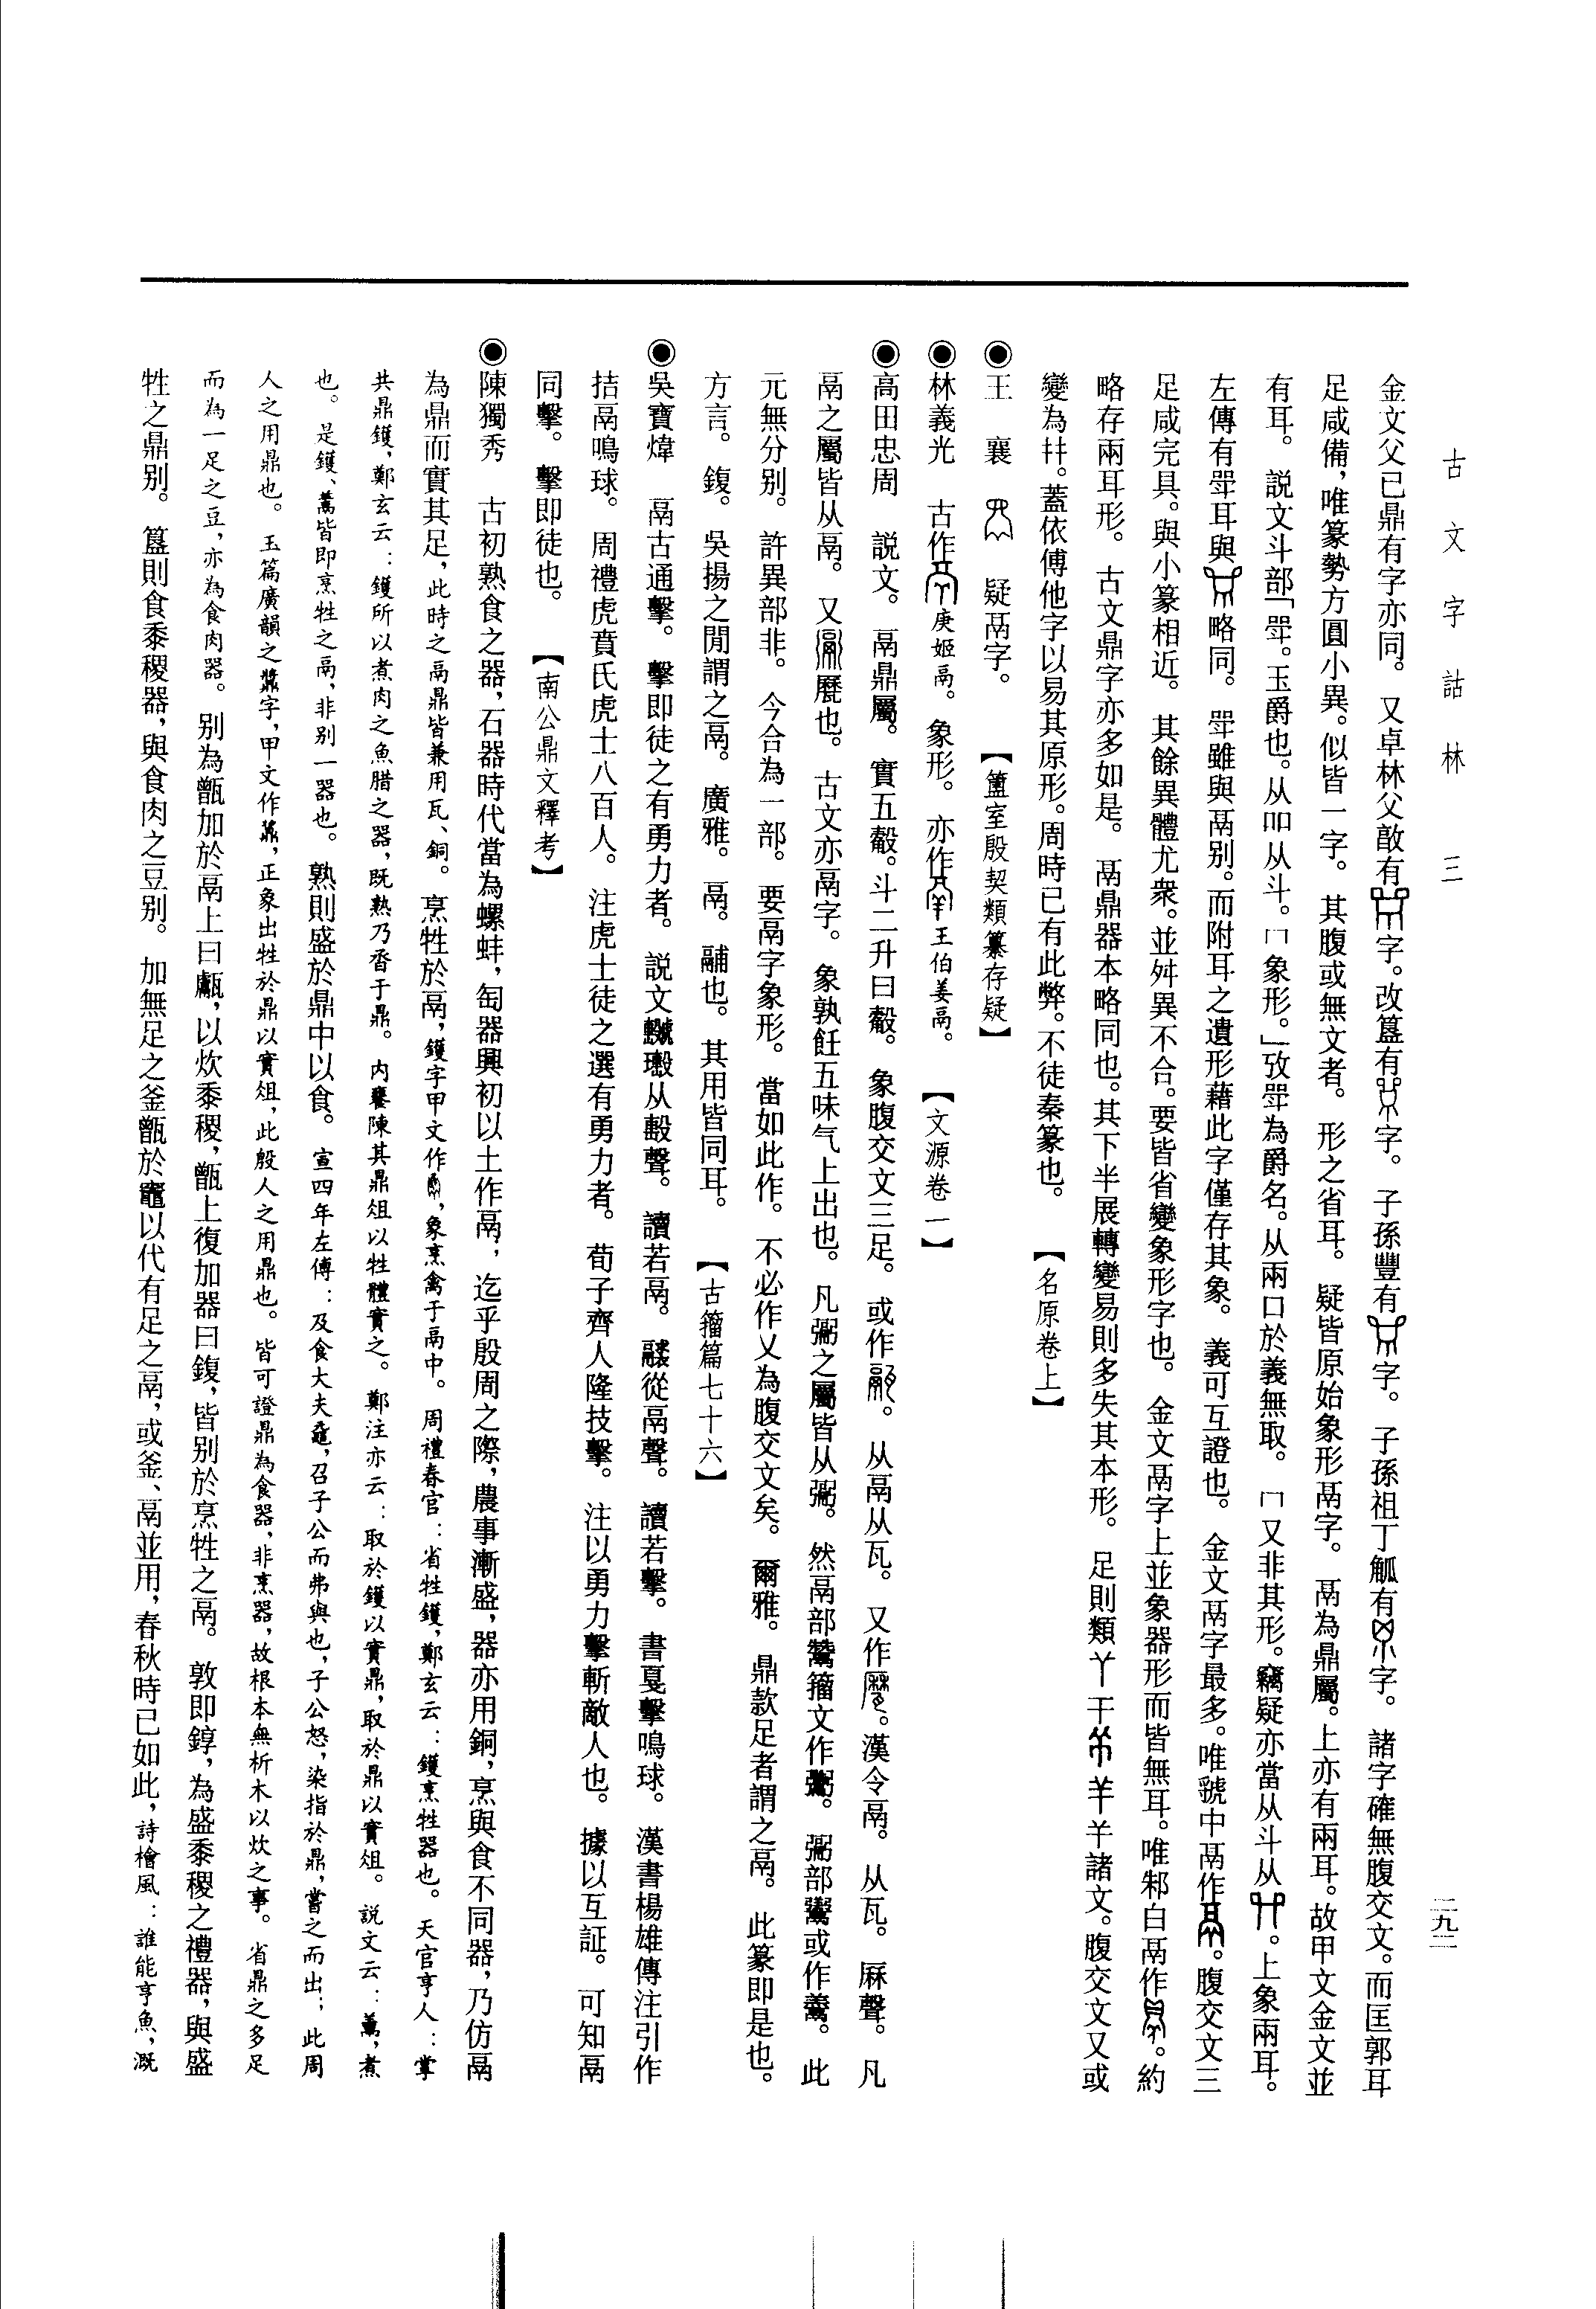 古文字詁林 三
二九二
金文父已鼎有字亦同。又卓林父敢有字。改簋有字。子孫豐有字。子孫祖丁觚有字。諸字確無腹交文。而匡郭耳
足咸備，唯篆勢方圓小異。似皆一字。其腹或無文者。形之省耳。疑皆原始象形鬲字。鬲為鼎屬。上亦有兩耳。故甲文金文並
有耳。説文斗部「斝。玉爵也。从吅从斗。冂象形。」攷斝為爵名。从兩口於義無取。冂又非其形。竊疑亦當从斗从。上象兩耳。
左傳有斝耳與略同。斝雖與鬲别。而附耳之遺形藉此字僅存其象。義可互證也。金文鬲字最多。唯虢中鬲作。腹交文三
足咸完具。與小篆相近。其餘異體尤衆。並舛異不合。要皆省變象形字也。金文鬲字上並象器形而皆無耳。唯邾白鬲作。約
略存兩耳形。古文鼎字亦多如是。鬲鼎器本略同也。其下半展轉變易則多失其本形。足則類丫干羊羊諸文。腹交文又或
變為井。蓋依傅他字以易其原形。周時已有此弊。不徒秦篆也。【名原卷上】
◉王　襄　疑鬲字。【簠室殷契類纂存疑】
◉林義光　古作庚姬鬲。象形。亦作王伯姜鬲。【文源卷一】
◉高田忠周　説文。鬲鼎屬。實五觳。斗二升曰觳。象腹交文三足。或作䰛。从鬲从瓦。又作。漢令鬲。从瓦。厤聲。凡
鬲之屬皆从鬲。又䰜㽁也。古文亦鬲字。象孰飪五味气上出也。凡䰜之屬皆从䰜。然鬲部籀文作。䰜部或作羹。此
元無分别。許異部非。今合為一部。要鬲字象形。當如此作。不必作乂為腹交文矣。爾雅。鼎款足者謂之鬲。此篆即是也。
方言。鍑。吳揚之閒謂之鬲。廣雅。鬲。䰙也。其用皆同耳。【古籀篇七十六】
◉吳寶煒　鬲古通擊。擊即徒之有勇力者。説文从毄聲。讀若鬲。從鬲聲。讀若擊。書戛擊鳴球。漢書楊雄傳注引作
拮鬲鳴球。周禮虎賁氏虎士八百人。注虎士徒之選有勇力者。荀子齊人隆技擊。注以勇力擊斬敵人也。據以互証。可知鬲
同擊。擊即徒也。【南公鼎文釋考】
◉陳獨秀　古初熟食之器，石器時代當為螺蚌，匋器興初以土作鬲，迄乎殷周之際，農事漸盛，器亦用銅，烹與食不同器，乃仿鬲
為鼎而實其足，此時之鬲鼎皆兼用瓦、銅。烹牲於鬲，鑊字甲文作，象烹禽于鬲中。周禮春官：省牲鑊，鄭玄云：鑊烹牲器也。天官亨人：掌
共鼎鑊，鄭玄云：鑊所以煮肉之魚腊之器，既熟乃脀于鼎。内饔陳其鼎俎以牲體實之。鄭注亦云：取於鑊以實鼎，取於鼎以實俎。説文云：鬺，煮
也。是鑊、鬺皆即烹牲之鬲，非别一器也。熟則盛於鼎中以食。宣四年左傳：及食大夫黿，召子公而弗與也，子公怒，染指於鼎，嘗之而出；此周
人之用鼎也。玉篇廣韻之字，甲文作，正象出牲於鼎以實俎，此殷人之用鼎也。皆可證鼎為食器，非烹器，故根本無析木以炊之事。省鼎之多足
而為一足之豆，亦為食肉器。别為甑加於鬲上曰甗，以炊黍稷，甑上復加器曰鍑，皆别於烹牲之鬲。敦即錞，為盛黍稷之禮器，與盛
牲之鼎别。簋則食黍稷器，與食肉之豆别。加無足之釜甑於竈以代有足之鬲，或釜、鬲並用，春秋時已如此，詩檜風：誰能亨魚，溉